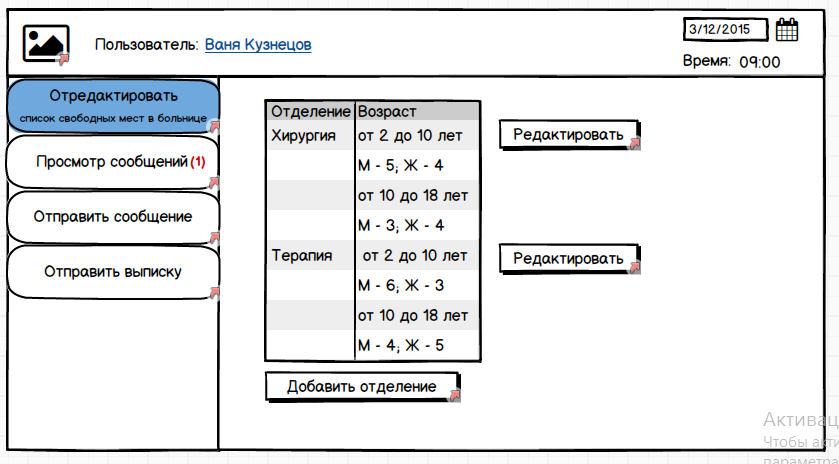 Пользователь: Ваня Кузнецов
3/12/2015
Время: 09:00
Отредактировать
список свободных мест в больнице
Просмотр сообщений (1)
Отправить сообщение
Отправить выписку
Отделение Возраст
Хирургия от 2 до 10 лет
М - 5; Ж - 4
от 10 до 18 лет
М - 3; Ж - 4
Терапия от 2 до 10 лет
М - 6; Ж - 3
от 10 до 18 лет
М - 4; Ж - 5
Редактировать
Редактировать
Добавить отделение
Активац
Чтобы акти